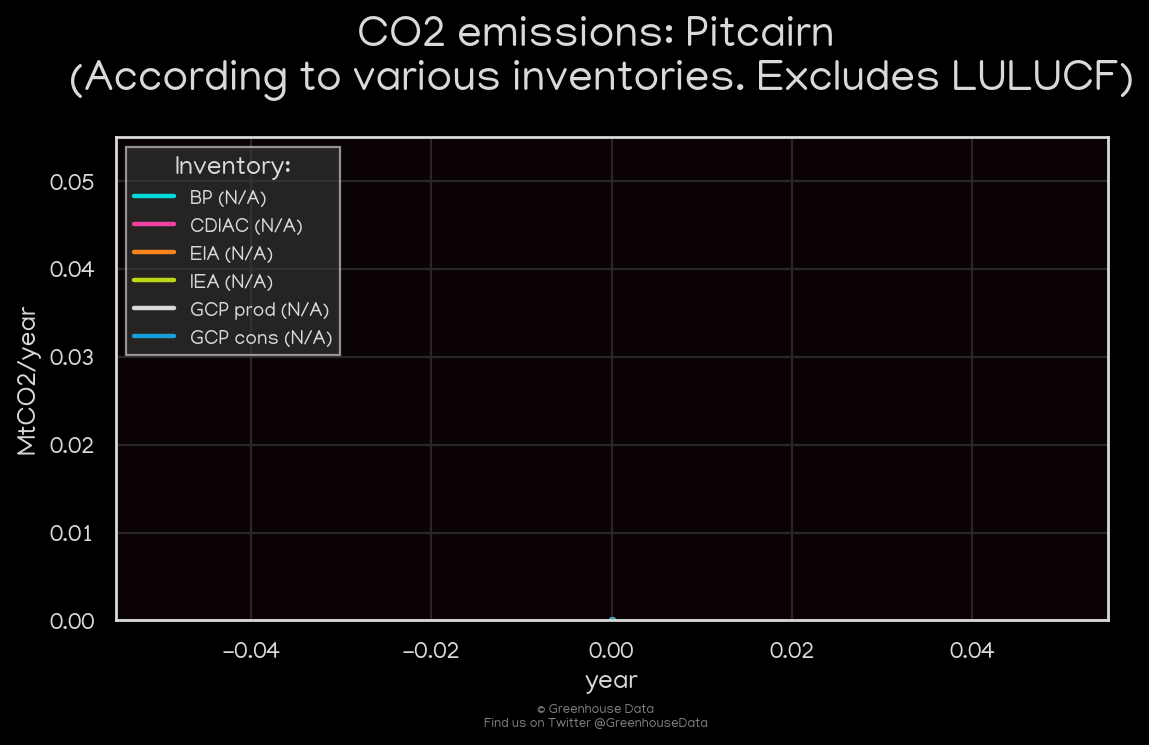 CO2 emissions: Pitcairn
(According to various inventories. Excludes LULUCF)
Inventory:
BP (N/A)
CDIAC (N/A)
EIA (N/A)
IEA (N/A)
GCP prod (N/A)
GCP cons (N/A)
MtCO2/year
0.05
0.04
0.03
0.02
0.01
0.00
−0.04 −0.02 0.00 0.02 0.04
year
© Greenhouse Data
Find us on Twitter @GreenhouseData